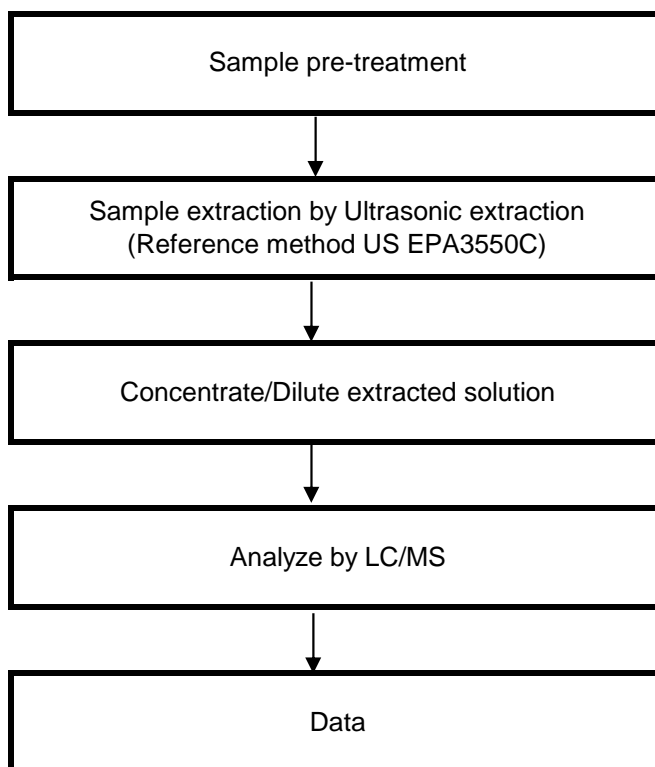 Sample pre-treatment
Sample extraction by Ultrasonic extraction
(Reference method US EPA3550C)
Concentrate/Dilute extracted solution
Analyze by LC/MS
Data